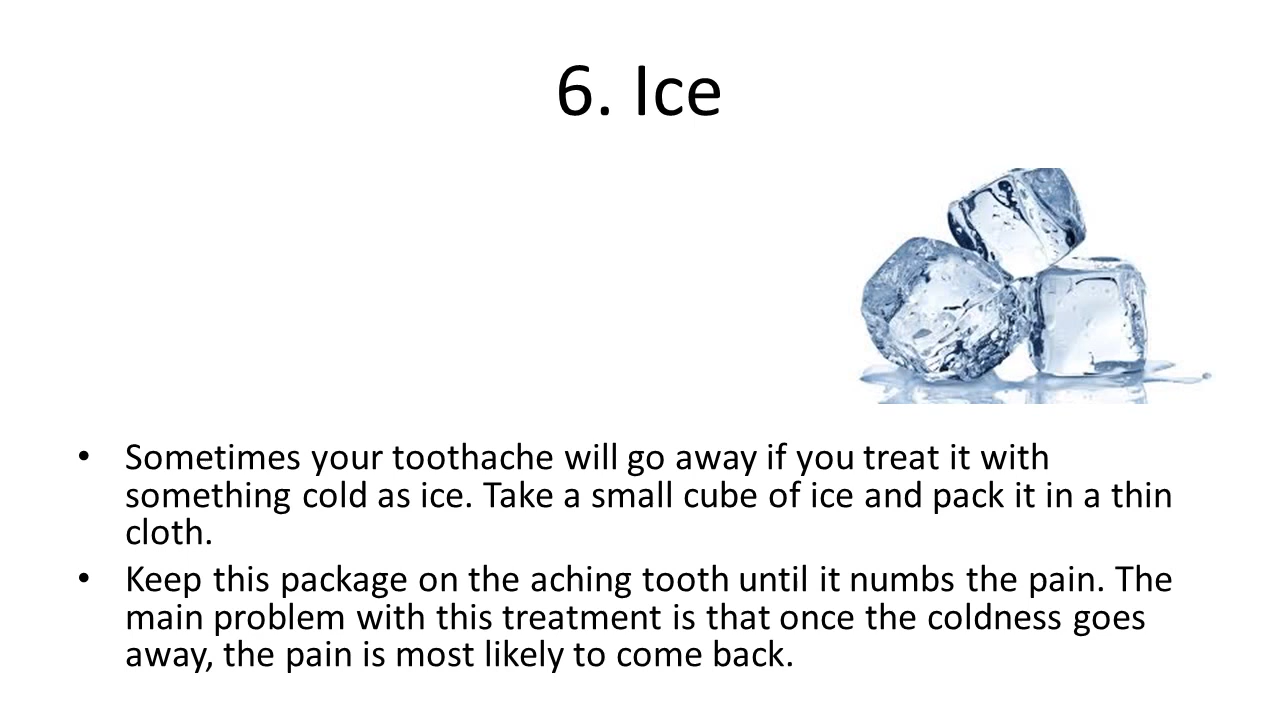 6. Ice
• Sometimes your toothache will go away if you treat it with
something cold as ice. Take a small cube of ice and pack it in a thin
cloth.
• Keep this package on the aching tooth until it numbs the pain. The
main problem with this treatment is that once the coldness goes
away, the pain is most likely to come back.